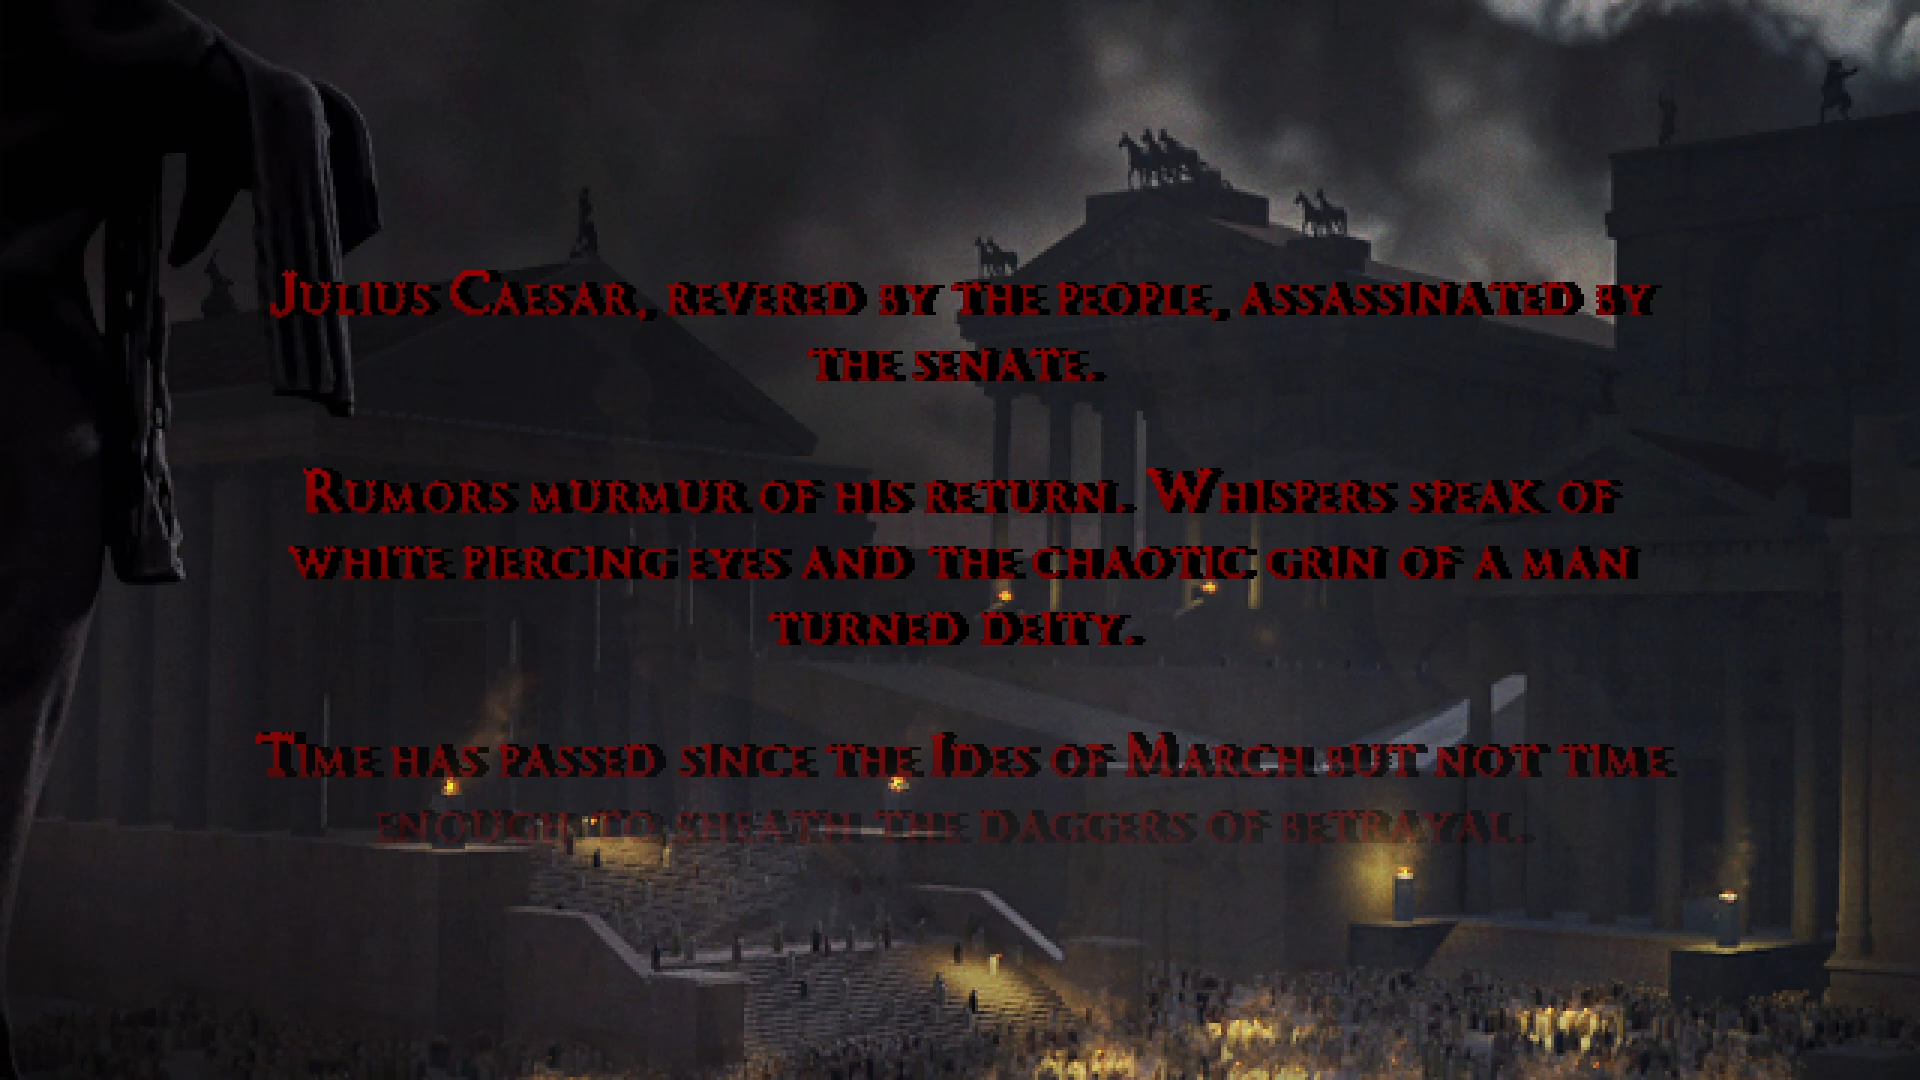 Julius Caesar, revered by the people, assassinated by
the senate.
Rumors murmur of his return. Whispers speak of
white piercing eyes and the chaotic grin of a man
turned deity.
Time has passed since the Ides of March but not time
enough to sheath the daggers of betrayal.